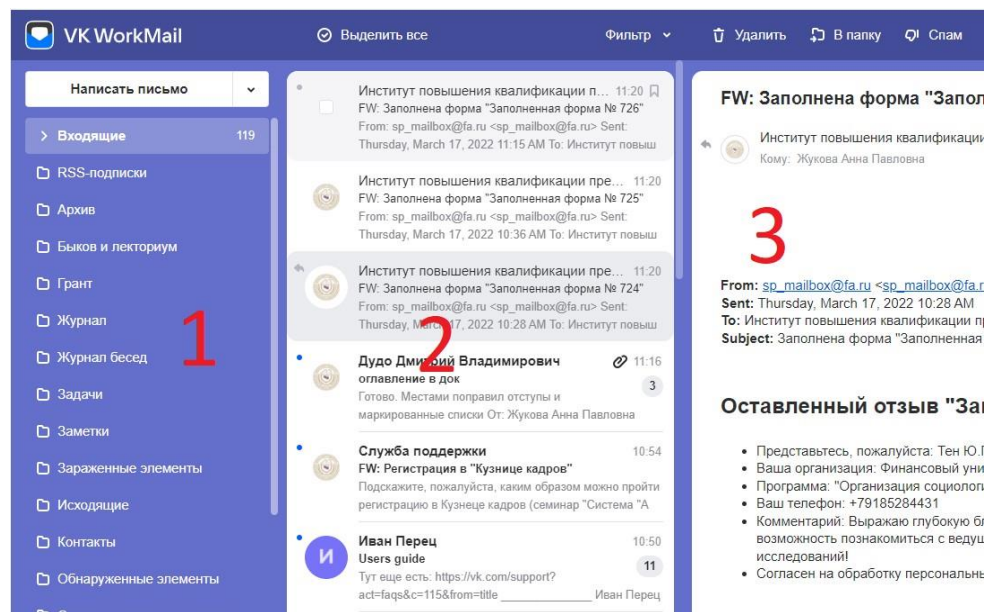 VK WorkMail
Выделить все
Фильтр
Удалить
В папку
Спам
Написать письмо
Входящие 119
RSS-подписки
Архив
Быков и лекториум
Грант
Журнал
Журнал бесед
Задачи
Заметки
Зараженные элементы
Исходящие
Контакты
Обнаруженные элементы
1
Институт повышения квалификации п... 11:20
FW: Заполнена форма "Заполненная форма № 726"
From: sp_mailbox@fa.ru <sp_mailbox@fa.ru> Sent:
Thursday, March 17, 2022 11:15 AM To: Институт повыш
Институт повышения квалификации пре... 11:20
FW: Заполнена форма "Заполненная форма № 725"
From: sp_mailbox@fa.ru <sp_mailbox@fa.ru> Sent:
Thursday, March 17, 2022 10:36 AM To: Институт повыш
Институт повышения квалификации пре... 11:20
FW: Заполнена форма "Заполненная форма № 724"
From: sp_mailbox@fa.ru <sp_mailbox@fa.ru> Sent:
Thursday, March 17, 2022 10:28 AM To: Институт повыш
2
Дудо Дмитрий Владимирович 11:16
оглавление в док 3
Готово. Местами поправил отступы и
маркированные списки От: Жукова Анна Павловна
Служба поддержки 10:54
FW: Регистрация в "Кузнице кадров"
Подскажите, пожалуйста, каким образом можно пройти
регистрацию в Кузнеце кадров (семинар "Система "А
И
Иван Перец 10:50
Users guide 11
Тут еще есть: https://vk.com/support?
act=faqs&c=115&from=title _______________ Иван Перец
FW: Заполнена форма "Запол
Институт повышения квалификации
Кому: Жукова Анна Павловна
3
From: sp_mailbox@fa.ru <sp_mailbox@fa.r
Sent: Thursday, March 17, 2022 10:28 AM
To: Институт повышения квалификации п
Subject: Заполнена форма "Заполненная
Оставленный отзыв "За
Представьтесь, пожалуйста: Тен Ю.П
Ваша организация: Финансовый уни
Программа: "Организация социологи
Ваш телефон: +79185284431
Комментарий: Выражаю глубокую бл
возможность познакомиться с ведущ
исследований!
Согласен на обработку персональны